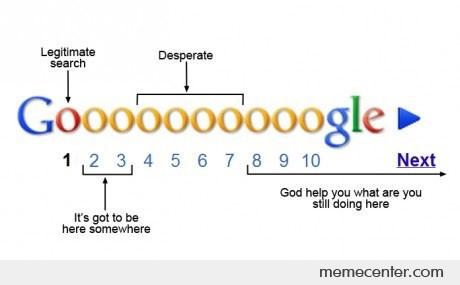 Legitimate
search
Desperate
Goooooooooogle
1 2 3 4 5 6 7 8 9 10 Next
It's got to be
here somewhere
God help you what are you
still doing here
memecenter.com